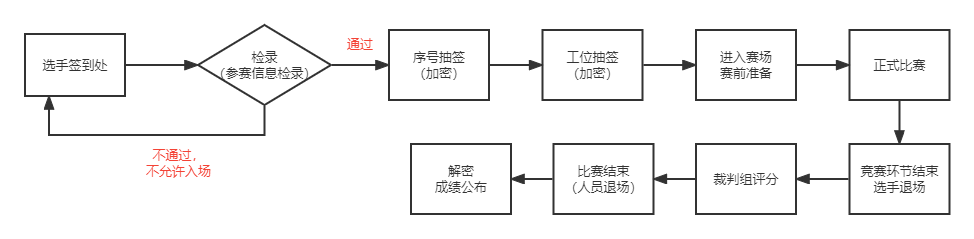 选手签到处
检录
（参赛信息检录）
通过
序号抽签
（加密）
工位抽签
（加密）
进入赛场
赛前准备
正式比赛
不通过，
不允许入场
解密
成绩公布
比赛结束
（人员退场）
裁判组评分
竞赛环节结束
选手退场